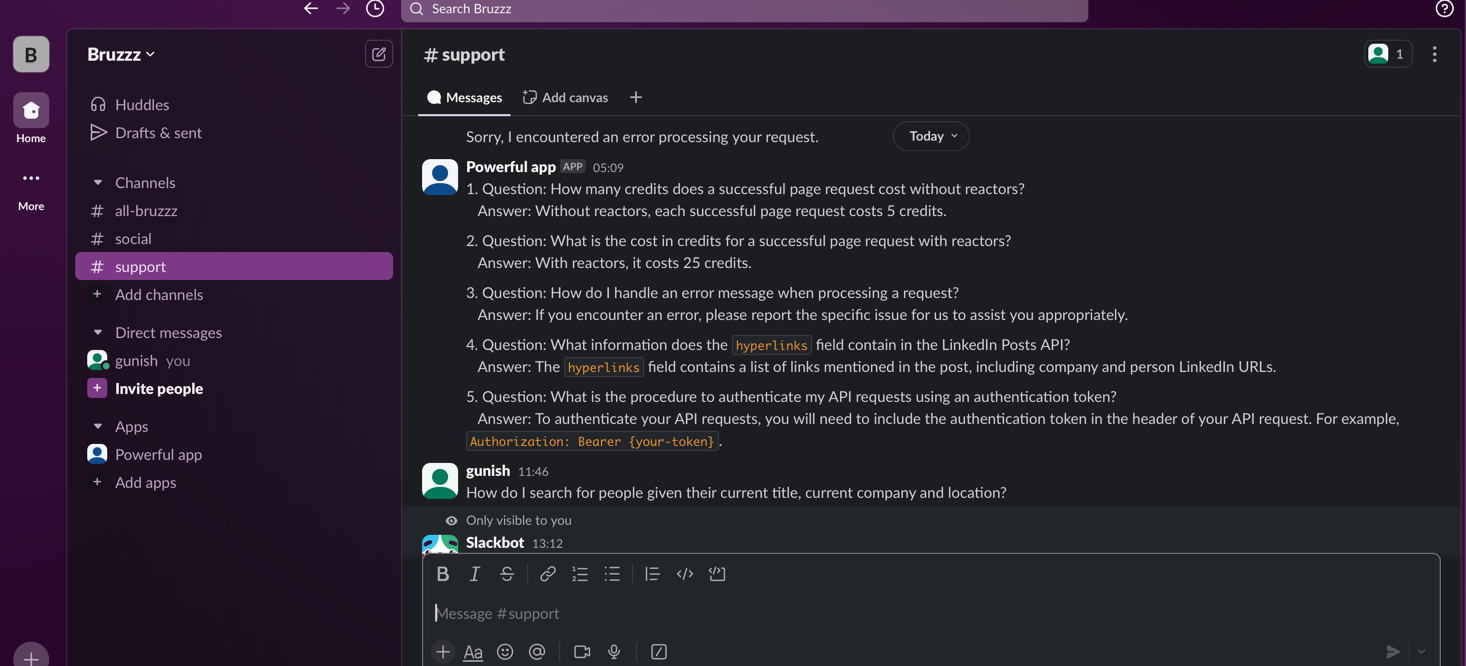 Search Bruzzz
B
Bruzzz
# support
1
Huddles
Messages
Add canvas
Home
Drafts & sent
Sorry, I encountered an error processing your request.
Today
More
Channels
# all-bruzzz
# social
# support
+ Add channels
Direct messages
gunish you
+ Invite people
Apps
Powerful app
+ Add apps
Powerful app APP 05:09
1. Question: How many credits does a successful page request cost without reactors?
Answer: Without reactors, each successful page request costs 5 credits.
2. Question: What is the cost in credits for a successful page request with reactors?
Answer: With reactors, it costs 25 credits.
3. Question: How do I handle an error message when processing a request?
Answer: If you encounter an error, please report the specific issue for us to assist you appropriately.
4. Question: What information does the hyperlinks field contain in the LinkedIn Posts API?
Answer: The hyperlinks field contains a list of links mentioned in the post, including company and person LinkedIn URLs.
5. Question: What is the procedure to authenticate my API requests using an authentication token?
Answer: To authenticate your API requests, you will need to include the authentication token in the header of your API request. For example,
Authorization: Bearer {your-token}.
gunish 11:46
How do I search for people given their current title, current company and location?
Only visible to you
Slackbot 13:12
B I S
Message #support
+ Aa @